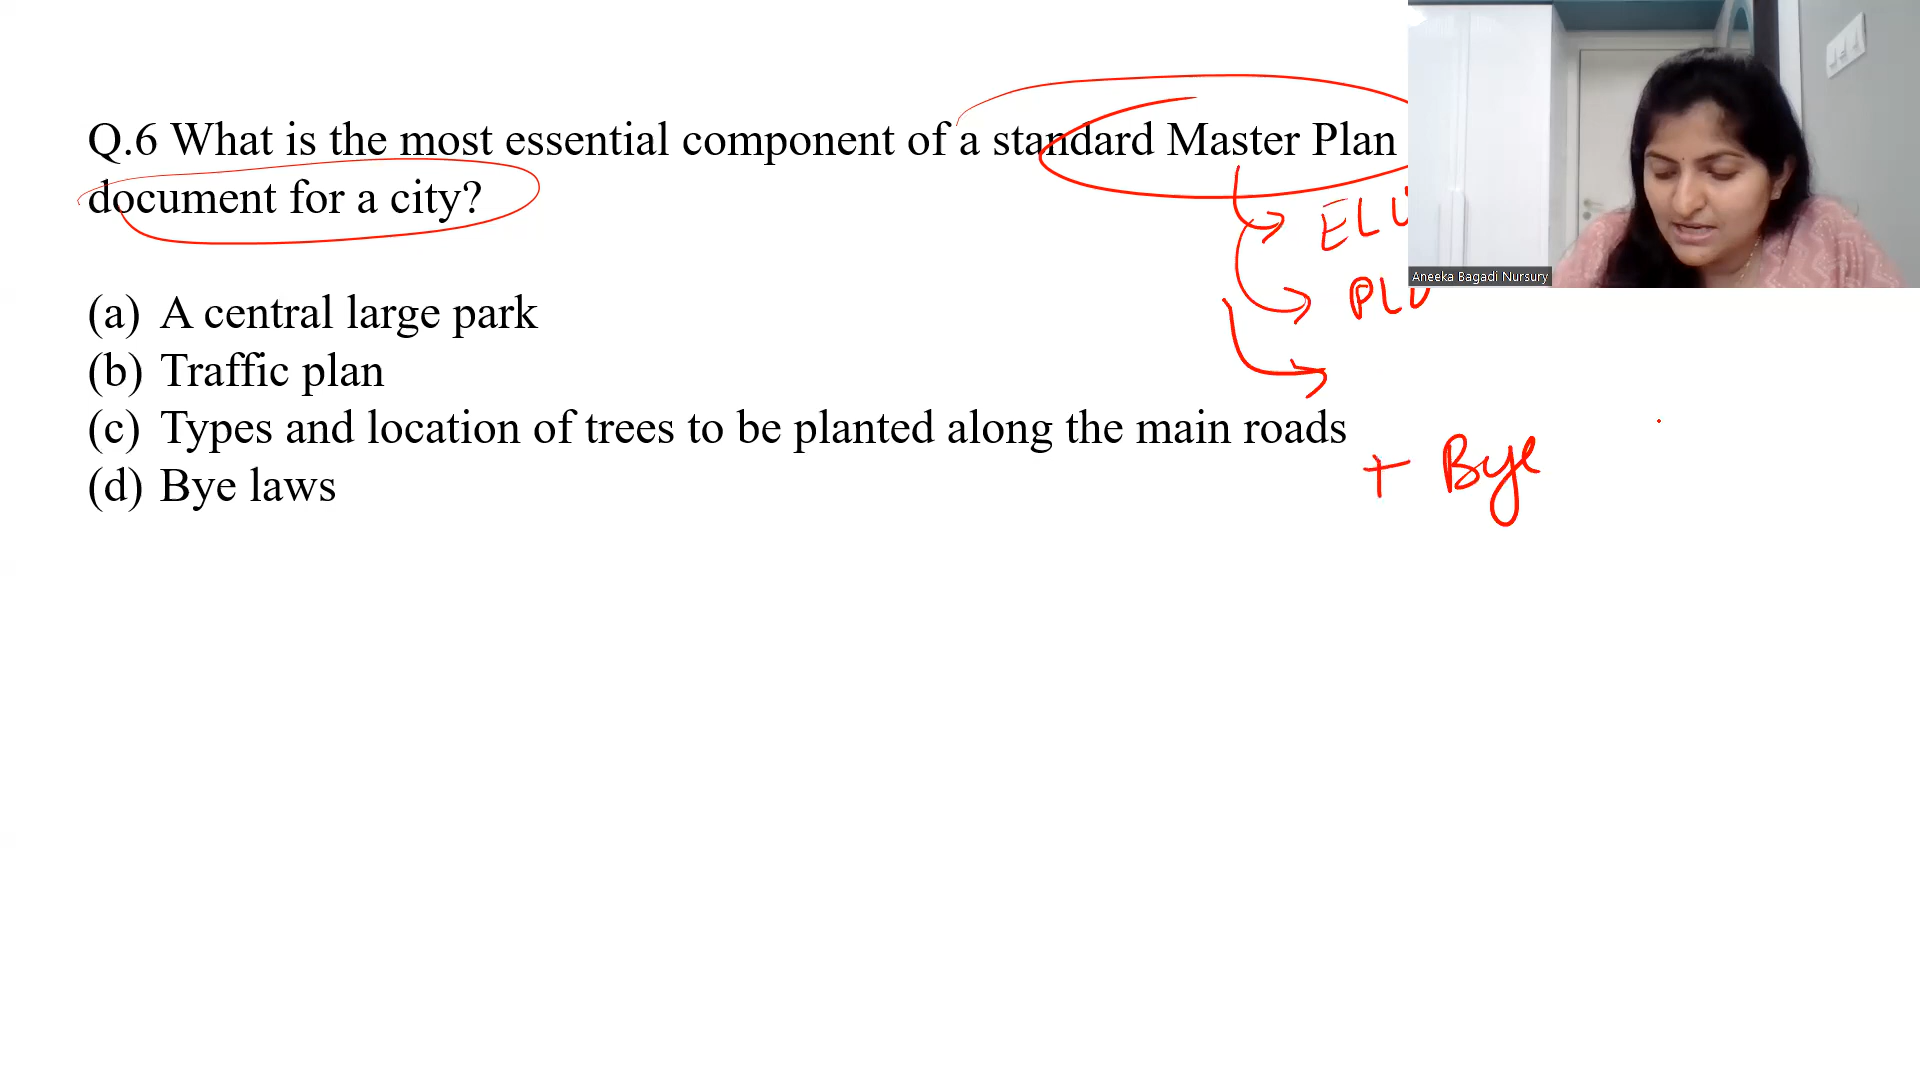 Q.6 What is the most essential component of a standard Master Plan
document for a city?
ELU
Aneeka Bagadi Nursury
PLU
(a) A central large park
(b) Traffic plan
(c) Types and location of trees to be planted along the main roads
(d) Bye laws
+ Bye